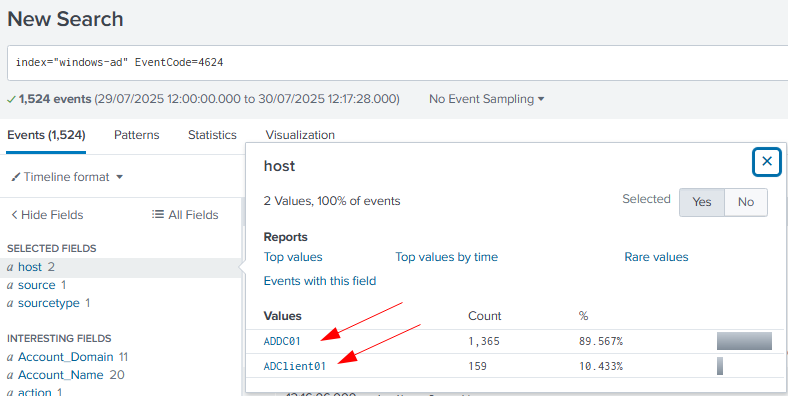 New Search
index="windows-ad" EventCode=4624
1,524 events (29/07/2025 12:00:00.000 to 30/07/2025 12:17:28.000) No Event Sampling
Events (1,524) Patterns Statistics Visualization
Timeline format
Hide Fields All Fields
SELECTED FIELDS
a host 2
a source 1
a sourcetype 1
INTERESTING FIELDS
a Account_Domain 11
a Account_Name 20
a action 1
host
2 Values, 100% of events Selected Yes No
Reports
Top values Top values by time Rare values
Events with this field
Values Count %
ADDC01 1,365 89.567%
ADClient01 159 10.433%